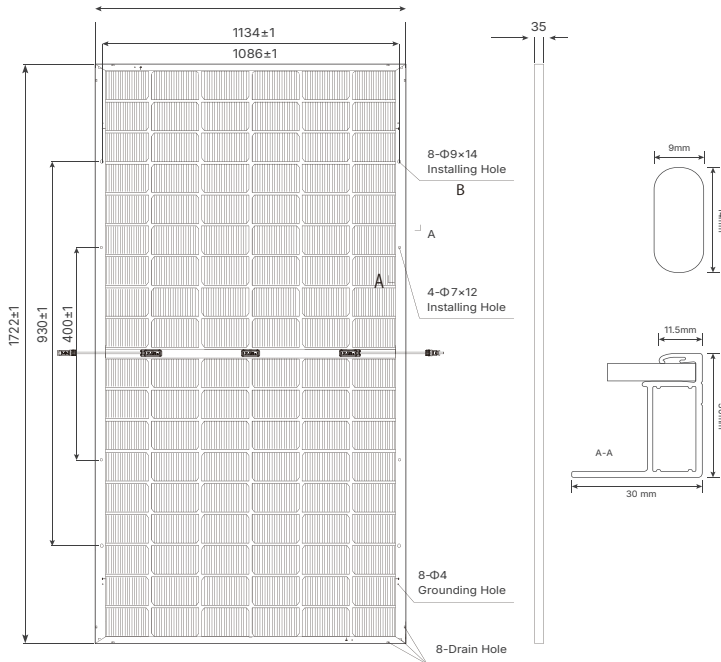 1134±1
1086±1
35
8-Φ9×14
Installing Hole
B
A
A
4-Φ7×12
Installing Hole
1722±1
930±1
400±1
8-Φ4
Grounding Hole
8-Drain Hole
9mm
11.5mm
A-A
30 mm